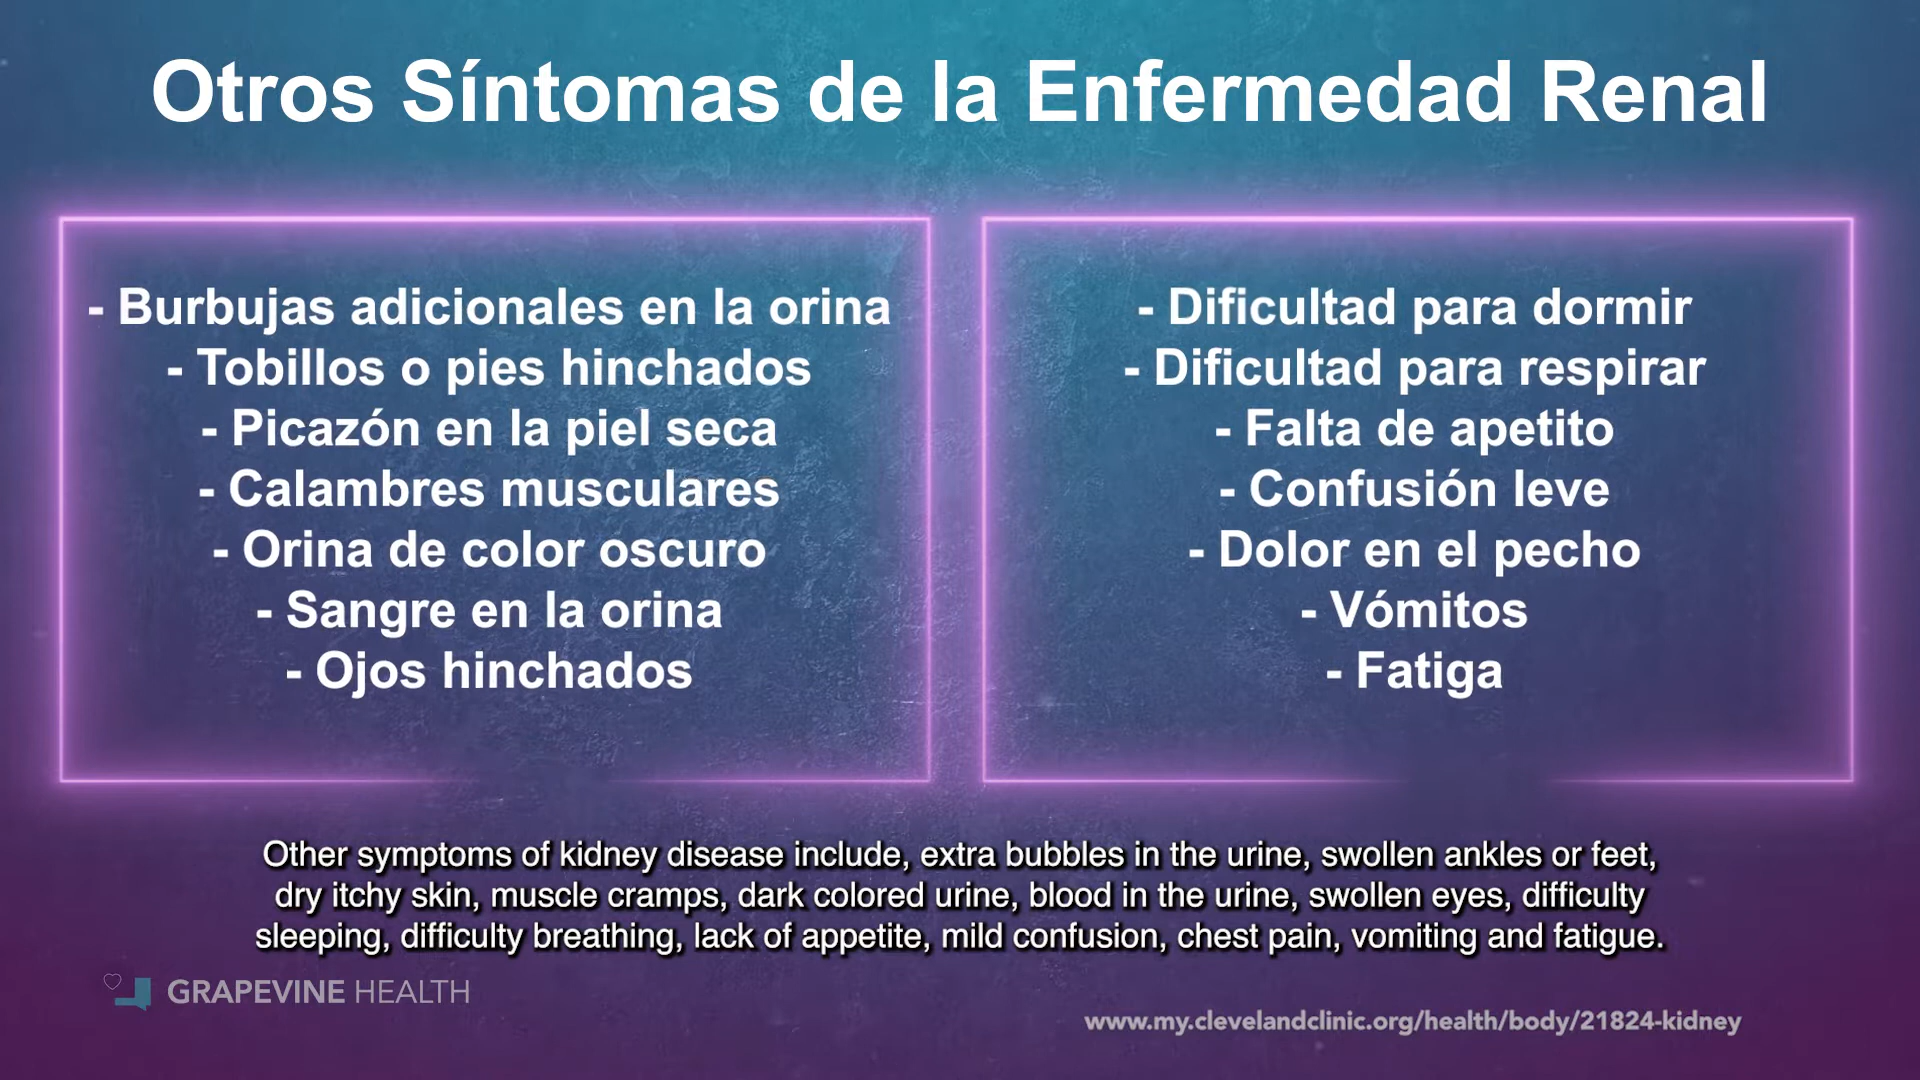 Otros Síntomas de la Enfermedad Renal
- Burbujas adicionales en la orina
- Tobillos o pies hinchados
- Picazón en la piel seca
- Calambres musculares
- Orina de color oscuro
- Sangre en la orina
- Ojos hinchados
- Dificultad para dormir
- Dificultad para respirar
- Falta de apetito
- Confusión leve
- Dolor en el pecho
- Vómitos
- Fatiga
Other symptoms of kidney disease include, extra bubbles in the urine, swollen ankles or feet,
dry itchy skin, muscle cramps, dark colored urine, blood in the urine, swollen eyes, difficulty
sleeping, difficulty breathing, lack of appetite, mild confusion, chest pain, vomiting and fatigue.
GRAPEVINE HEALTH
www.my.clevelandclinic.org/health/body/21824-kidney